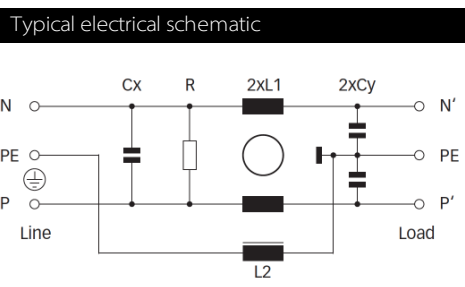 Typical electrical schematic
Cx R 2xL1 2xCy
N N′
PE PE
P P′
Line Load
L2